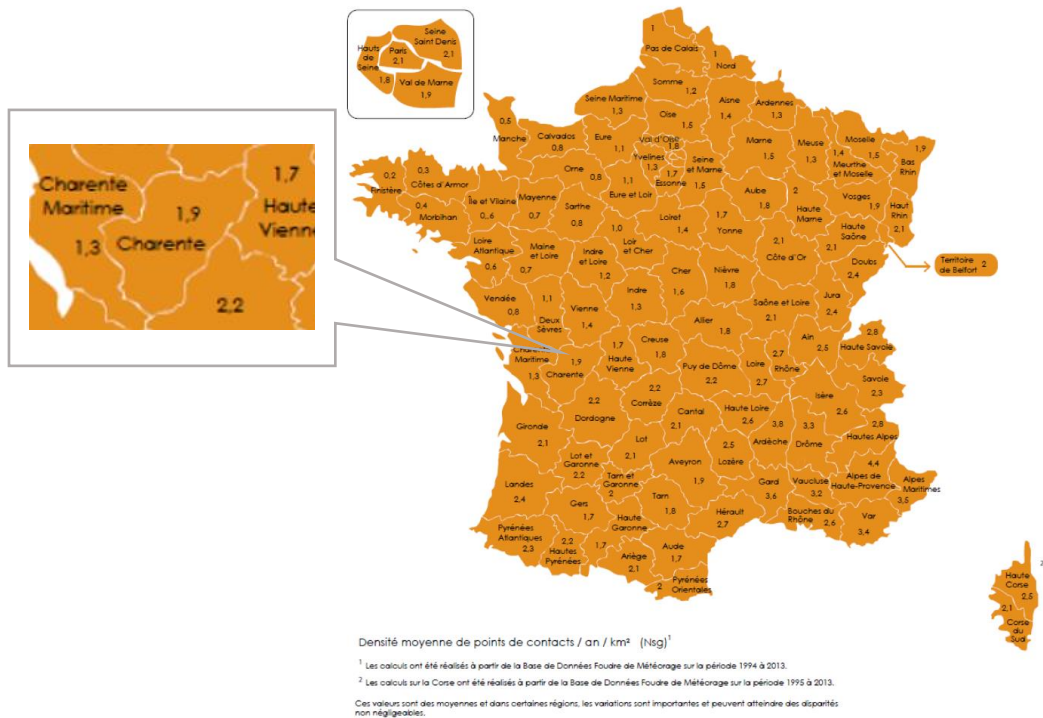 Hauts
de
Seine
1,8
Paris
2,1
Seine
Saint Denis
2,1
Val de Marne
1,9
Charente
Maritime
1,3
1,9
Charente
1,7
Haute
Vienne
2,2
1
Pas de Calais
1
Nord
Somme
1,2
Seine Maritime
1,3
Aisne
1,4
Ardennes
1,3
Oise
1,5
0,5
Manche
Calvados
0,8
Eure
1,1
Val d'Oise
1,8
Yvelines
1,3
1,7
Essonne
Seine
et Marne
1,5
Marne
1,5
Meuse
1,3
Moselle
1,5
1,4
Meurthe
et Moselle
1,9
Bas
Rhin
0,2
Finistère
0,3
Côtes d'Armor
0,4
Morbihan
Île et Vilaine
0,,6
Mayenne
0,7
Orne
0,8
Sarthe
0,8
1,1
Eure et Loir
Loiret
1,4
1,7
Yonne
Aube
1,8
2
Haute
Marne
Vosges
1,9
Haut
Rhin
2,1
Haute
Saône
2,1
Territoire
de Belfort
2
Loire
Atlantique
0,6
Maine
et Loire
0,7
Indre
et Loire
1,2
1,0
Loir
et Cher
Cher
1,6
Nièvre
1,8
2,1
Côte d'Or
Doubs
2,4
Jura
2,4
Vendée
0,8
1,1
Deux
Sèvres
Vienne
1,4
Indre
1,3
Allier
1,8
Saône et Loire
2,1
Ain
2,5
2,8
Haute Savoie
Charente
Maritime
1,3
1,9
Charente
1,7
Haute
Vienne
Creuse
1,8
Puy de Dôme
2,2
Loire
2,7
2,7
Rhône
Savoie
2,3
Isère
2,6
2,2
Dordogne
2,2
Corrèze
Cantal
2,1
Haute Loire
2,6
3,8
Ardèche
3,3
Drôme
2,8
Hautes Alpes
Gironde
2,1
Lot
2,1
Lot et
Garonne
2,2
Tarn et
Garonne
2
Aveyron
1,9
2,5
Lozère
Gard
3,6
Vaucluse
3,2
4,4
Alpes de
Haute-Provence
Alpes
Maritimes
3,5
Landes
2,4
Gers
1,7
Tarn
1,8
Hérault
2,7
Bouches du
Rhône
2,6
Var
3,4
Pyrénées
Atlantiques
2,3
2,2
Hautes
Pyrénées
Haute
Garonne
1,7
Ariège
2,1
Aude
1,7
2
Pyrénées
Orientales
2
Haute
Corse
2,5
2,1
Corse
du
Sud
Densité moyenne de points de contacts / an / km² (Nsg)1
1 Les calculs ont été réalisés à partir de la Base de Données Foudre de Météorage sur la période 1994 à 2013.
2 Les calculs sur la Corse ont été réalisés à partir de la Base de Données Foudre de Météorage sur la période 1995 à 2013.
Ces valeurs sont des moyennes et dans certaines régions, les variations sont importantes et peuvent atteindre des disparités
non négligeables.